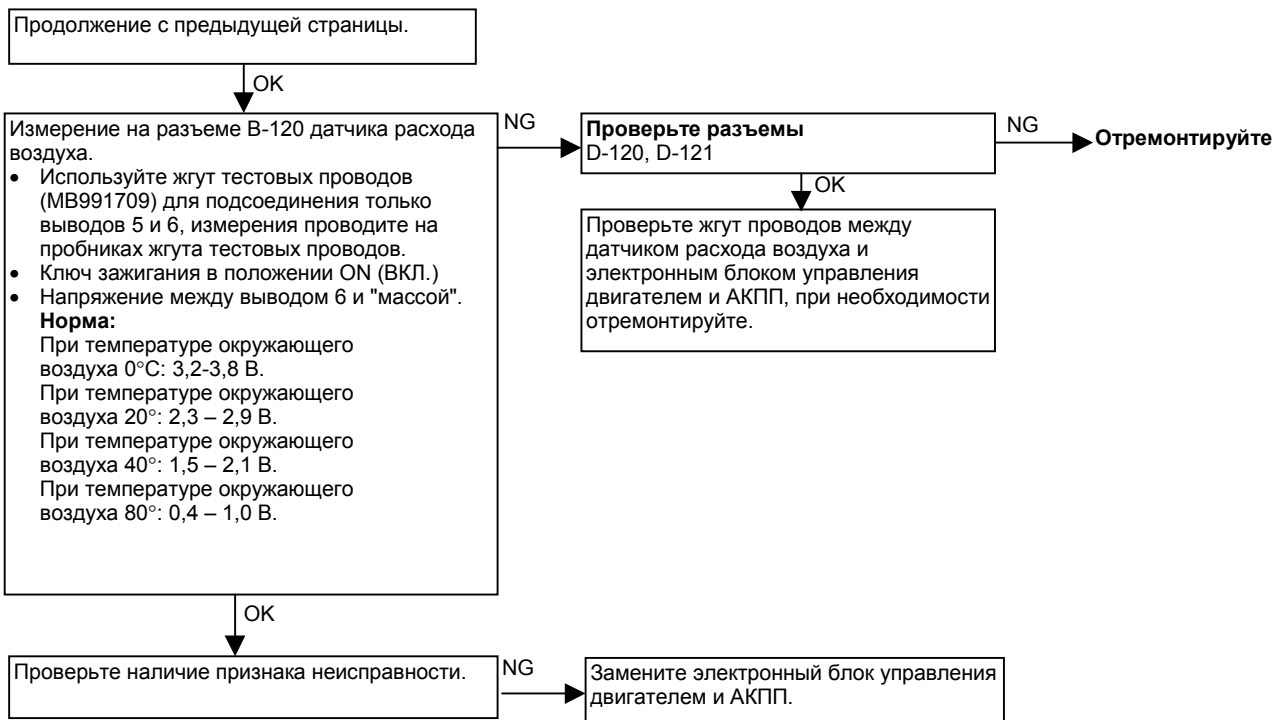 Продолжение с предыдущей страницы.
OK
Измерение на разъеме B-120 датчика расхода
воздуха.
• Используйте жгут тестовых проводов
(MB991709) для подсоединения только
выводов 5 и 6, измерения проводите на
пробниках жгута тестовых проводов.
• Ключ зажигания в положении ON (ВКЛ.)
• Напряжение между выводом 6 и "массой".
Норма:
При температуре окружающего
воздуха 0°C: 3,2-3,8 В.
При температуре окружающего
воздуха 20°: 2,3 – 2,9 В.
При температуре окружающего
воздуха 40°: 1,5 – 2,1 В.
При температуре окружающего
воздуха 80°: 0,4 – 1,0 В.
NG
Проверьте разъемы
D-120, D-121
NG
Отремонтируйте
OK
Проверьте жгут проводов между
датчиком расхода воздуха и
электронным блоком управления
двигателем и АКПП, при необходимости
отремонтируйте.
OK
Проверьте наличие признака неисправности.
NG
Замените электронный блок управления
двигателем и АКПП.